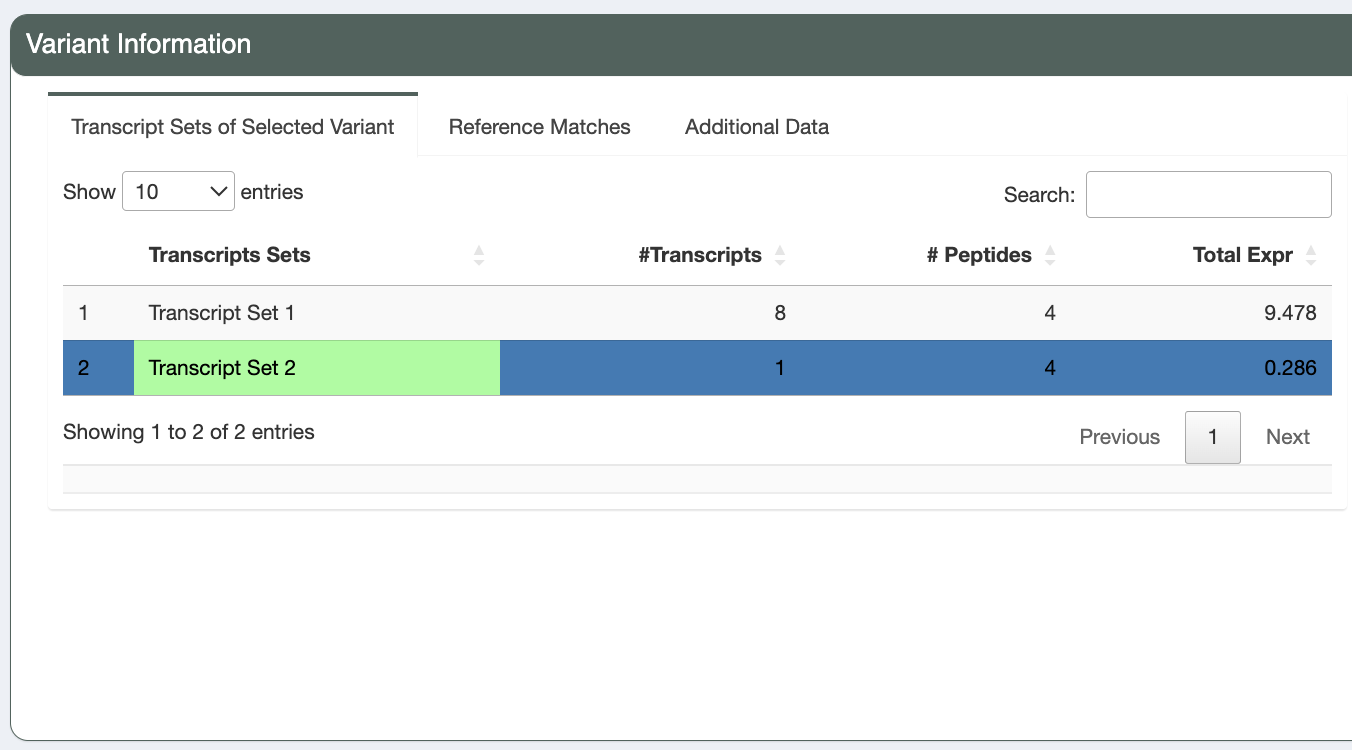 Variant Information
Transcript Sets of Selected Variant Reference Matches Additional Data
Show 10 entries Search:
Transcripts Sets #Transcripts # Peptides Total Expr
1 Transcript Set 1 8 4 9.478
2 Transcript Set 2 1 4 0.286
Showing 1 to 2 of 2 entries Previous 1 Next